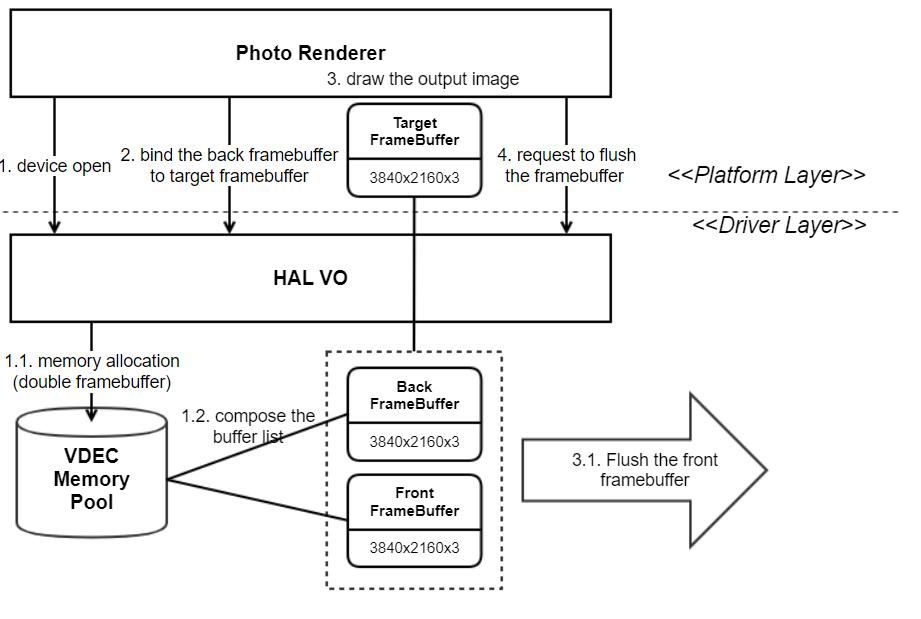 Photo Renderer
3. draw the output image
Target
FrameBuffer
3840x2160x3
1. device open
2. bind the back framebuffer
to target framebuffer
4. request to flush
the framebuffer
<<Platform Layer>>
<<Driver Layer>>
HAL VO
1.1. memory allocation
(double framebuffer)
1.2. compose the
buffer list
Back
FrameBuffer
3840x2160x3
VDEC
Memory
Pool
Front
FrameBuffer
3840x2160x3
3.1. Flush the front
framebuffer